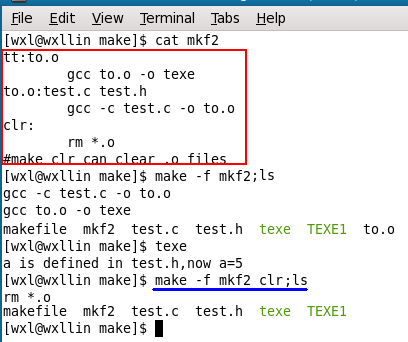 File Edit View Terminal Tabs Help
[wxl@wxllin make]$ cat mkf2
tt:to.o
        gcc to.o -o texe
to.o:test.c test.h
        gcc -c test.c -o to.o
clr:
        rm *.o
#make clr can clear .o files
[wxl@wxllin make]$ make -f mkf2;ls
gcc -c test.c -o to.o
gcc to.o -o texe
makefile  mkf2  test.c  test.h  texe  TEXE1  to.o
[wxl@wxllin make]$ texe
a is defined in test.h,now a=5
[wxl@wxllin make]$ make -f mkf2 clr;ls
rm *.o
makefile  mkf2  test.c  test.h  texe  TEXE1
[wxl@wxllin make]$